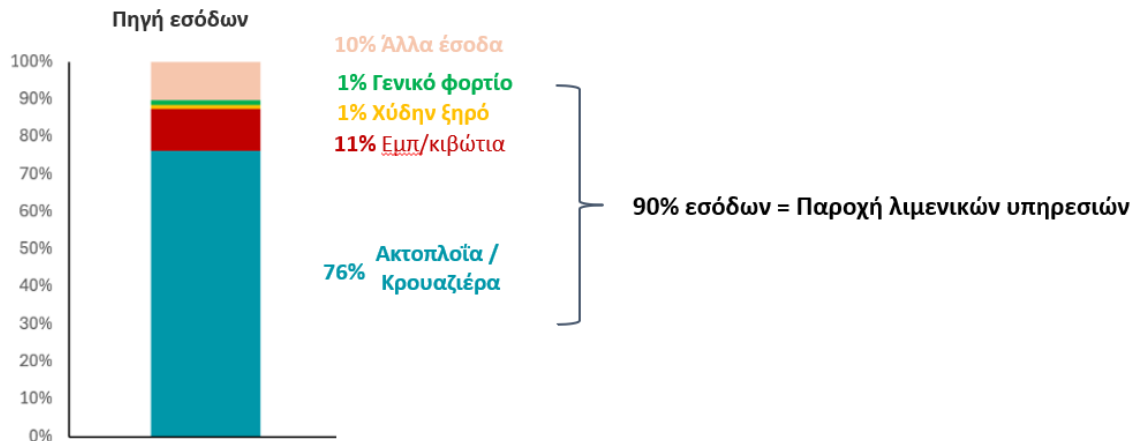 Πηγή εσόδων
100%
90%
80%
70%
60%
50%
40%
30%
20%
10%
0%
10% Άλλα έσοδα
1% Γενικό φορτίο
1% Χύδην ξηρό
11% Εμπ/κιβώτια
76% Ακτοπλοΐα /
Κρουαζιέρα
90% εσόδων = Παροχή λιμενικών υπηρεσιών